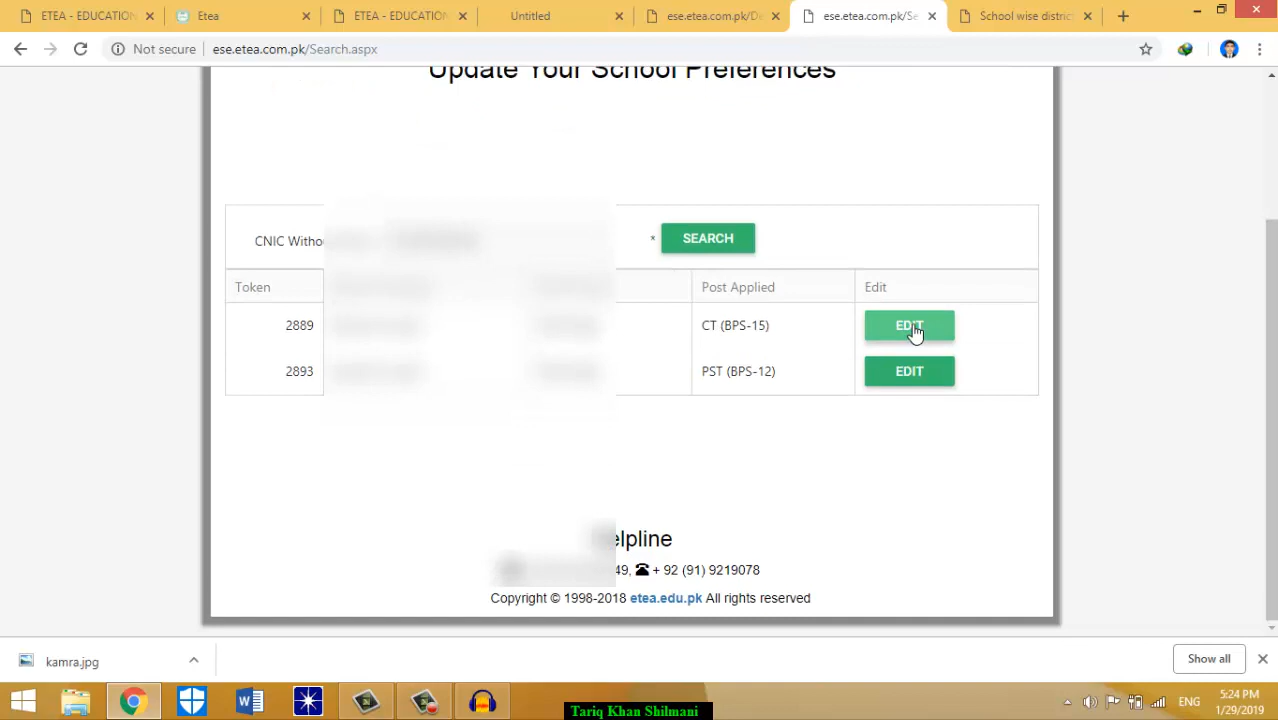 ETEA - EDUCATION
Etea
ETEA - EDUCATION
Untitled
ese.etea.com.pk/De
ese.etea.com.pk/Se
School wise distric
Not secure
ese.etea.com.pk/Search.aspx
Update Your School Preferences
CNIC Withou
*
SEARCH
Token
Post Applied
Edit
2889
CT (BPS-15)
EDIT
2893
PST (BPS-12)
EDIT
elpline
49, + 92 (91) 9219078
Copyright © 1998-2018 etea.edu.pk All rights reserved
kamra.jpg
Show all
ENG
5:24 PM
1/29/2019
Tariq Khan Shilmani